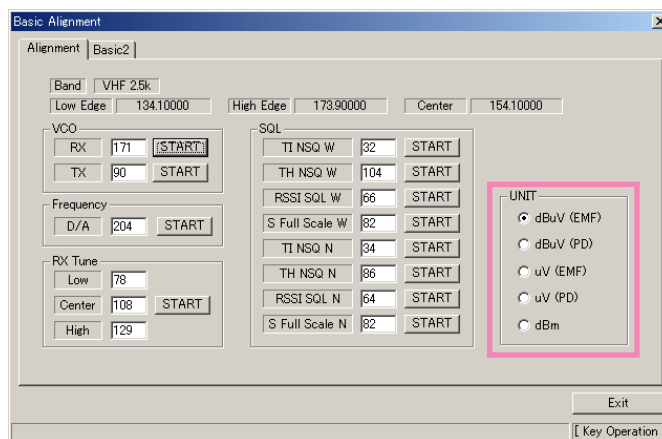 Basic Alignment
Alignment Basic2
Band VHF 2.5k
Low Edge 134.10000 High Edge 173.90000 Center 154.10000
VCO
RX 171 START
TX 90 START
Frequency
D/A 204 START
RX Tune
Low 78
Center 108 START
High 129
SQL
TI NSQ W 32 START
TH NSQ W 104 START
RSSI SQL W 66 START
S Full Scale W 82 START
TI NSQ N 34 START
TH NSQ N 86 START
RSSI SQL N 64 START
S Full Scale N 82 START
UNIT
dBuV (EMF)
dBuV (PD)
uV (EMF)
uV (PD)
dBm
Exit
[ Key Operation